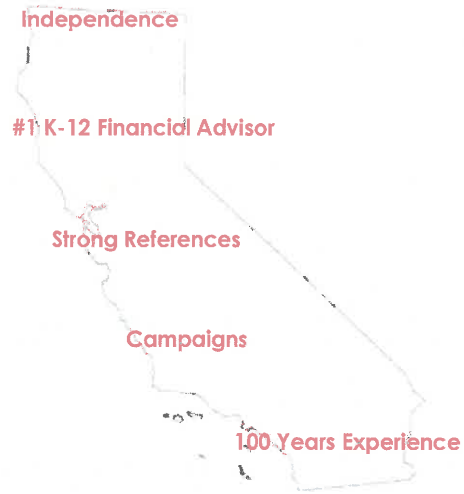 Independence
#1 K-12 Financial Advisor
Strong References
Campaigns
100 Years Experience